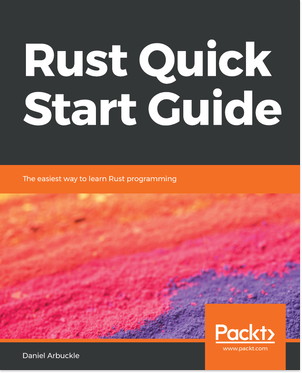 Rust Quick
Start Guide
The easiest way to learn Rust programming
Packt>
www.packt.com
Daniel Arbuckle